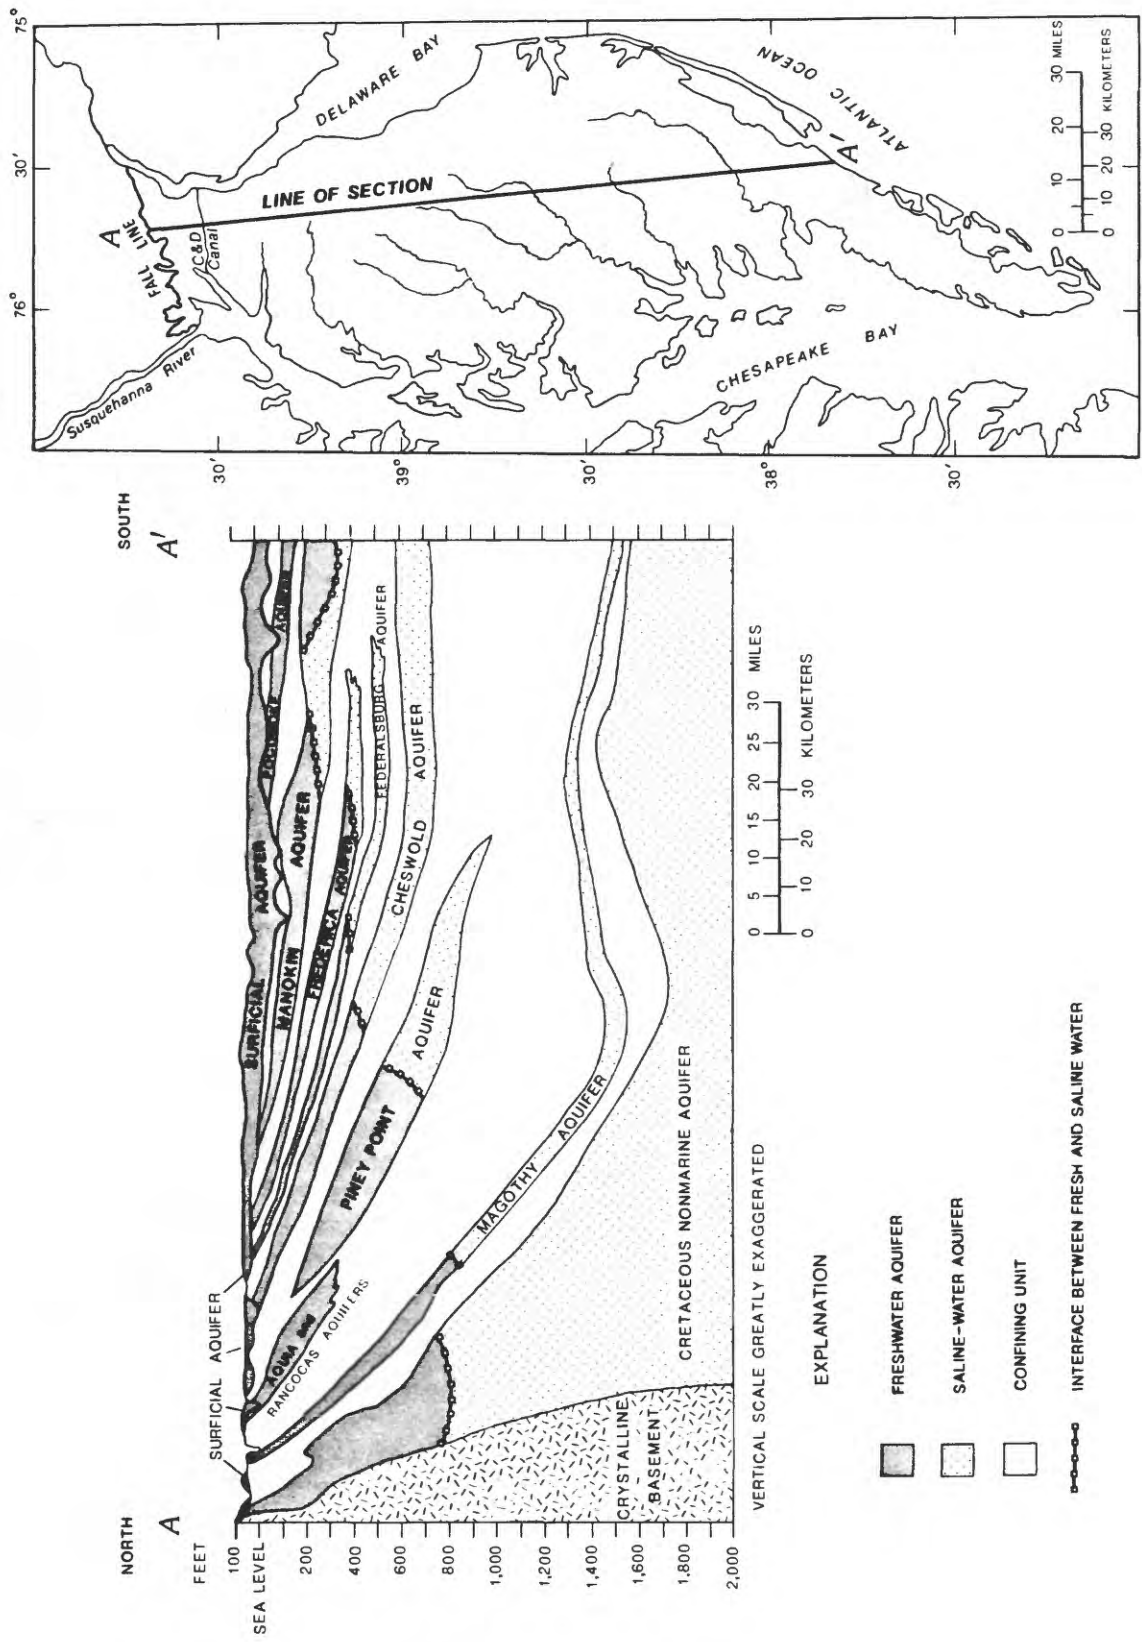 NORTH
A
SOUTH
A'
FEET
100
SEA LEVEL
200
400
600
800
1,000
1,200
1,400
1,600
1,800
2,000
SURFICIAL AQUIFER
SURFICIAL AQUIFER
POCOMOKE AQUIFER
MANOKIN AQUIFER
FREDERICA AQUIFER
FEDERALSBURG AQUIFER
CHESWOLD AQUIFER
PINEY POINT AQUIFER
AQUIA AND
RANCOCAS AQUIFERS
MAGOTHY AQUIFER
CRETACEOUS NONMARINE AQUIFER
CRYSTALLINE
BASEMENT
VERTICAL SCALE GREATLY EXAGGERATED
0 5 10 15 20 25 30 MILES
0 10 20 30 KILOMETERS
EXPLANATION
FRESHWATER AQUIFER
SALINE-WATER AQUIFER
CONFINING UNIT
INTERFACE BETWEEN FRESH AND SALINE WATER
76°
30'
75°
30'
39°
30'
38°
30'
Susquehanna River
FALL LINE
A
C&D
Canal
DELAWARE BAY
LINE OF SECTION
A'
ATLANTIC OCEAN
CHESAPEAKE BAY
0 10 20 30 MILES
0 10 20 30 KILOMETERS